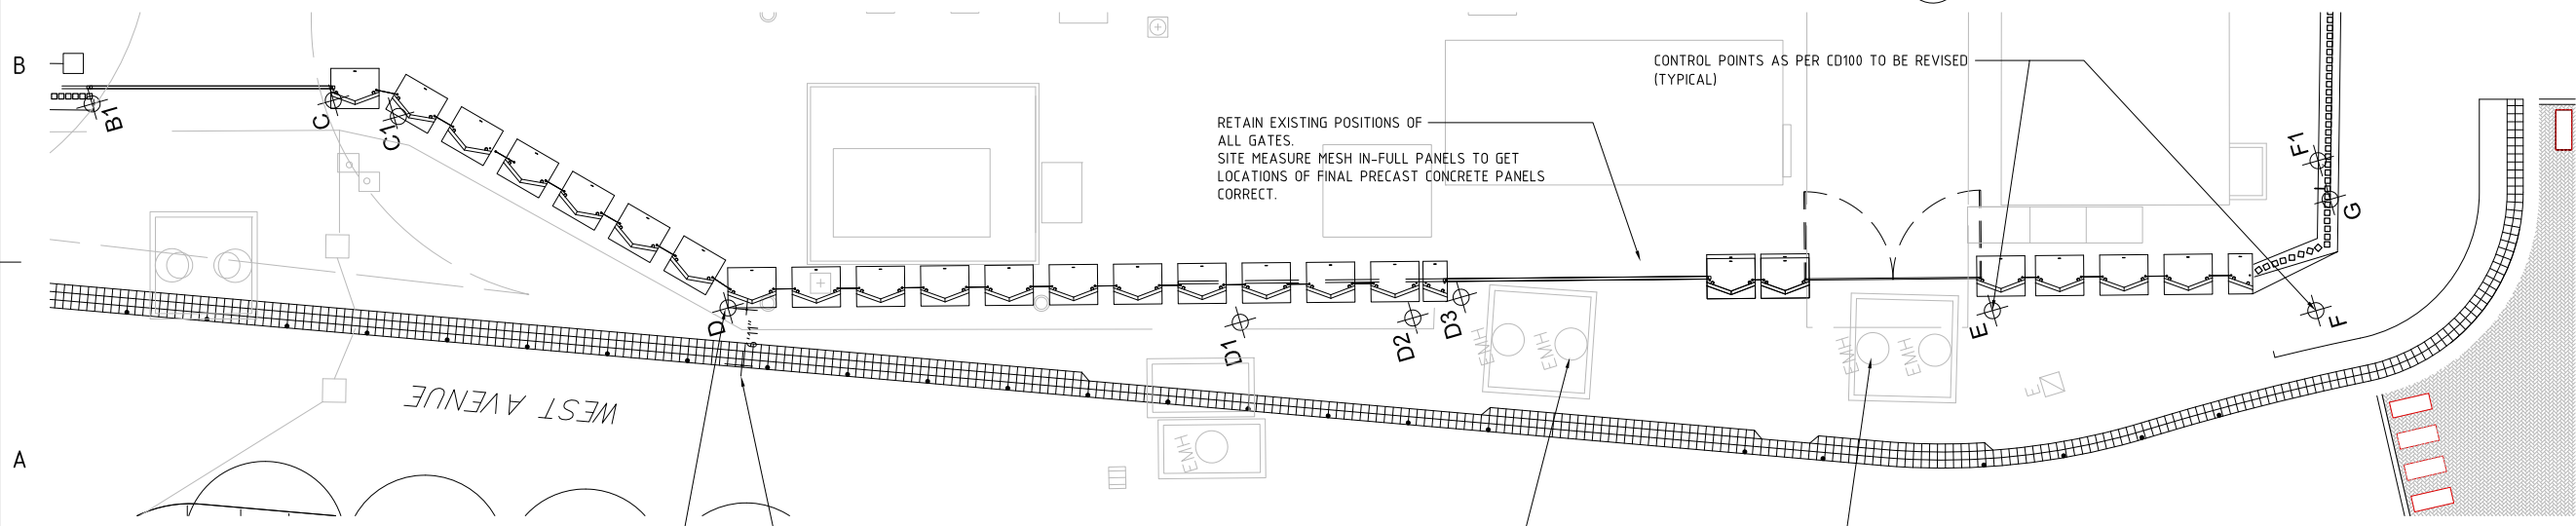 B
CONTROL POINTS AS PER CD100 TO BE REVISED
(TYPICAL)
RETAIN EXISTING POSITIONS OF
ALL GATES.
SITE MEASURE MESH IN-FULL PANELS TO GET
LOCATIONS OF FINAL PRECAST CONCRETE PANELS
CORRECT.
B1
C
C1
F1
G
D
D1
D2
D3
E
F
EMH
EMH
EMH
EMH
E
WEST AVENUE
EMH
A